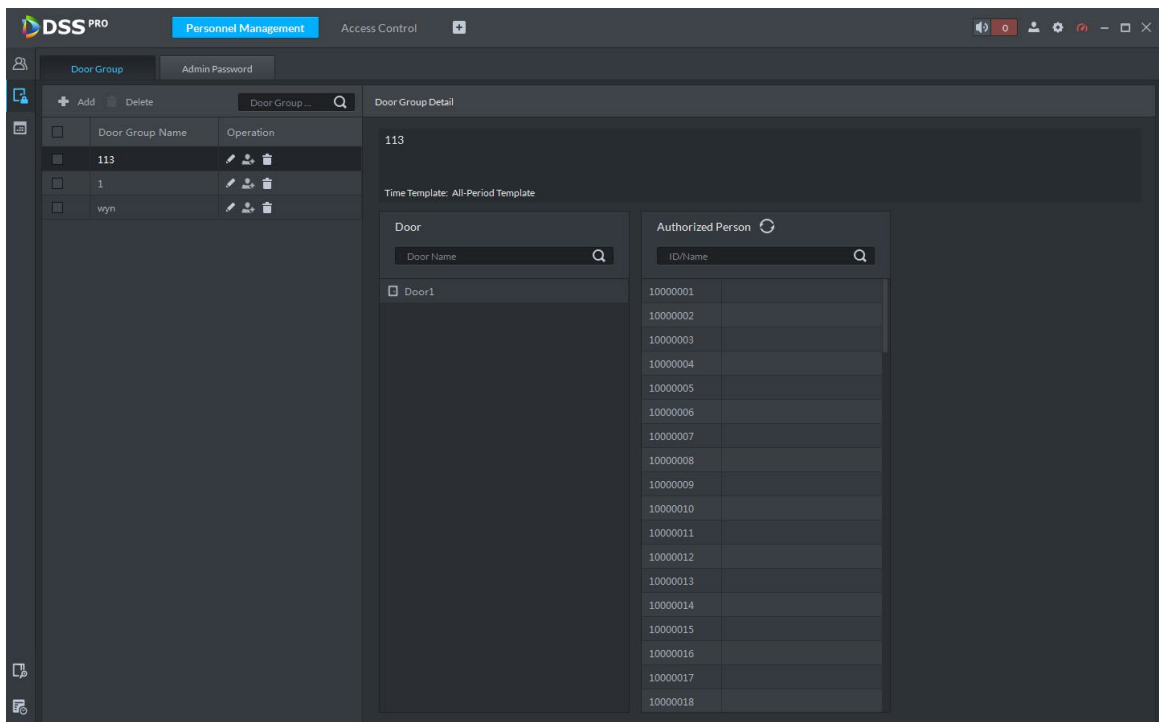 DSS PRO
Personnel Management
Access Control
0
Door Group
Admin Password
Add
Delete
Door Group ...
Door Group Detail
Door Group Name
Operation
113
1
wyn
113
Time Template: All-Period Template
Door
Door Name
Door1
Authorized Person
ID/Name
10000001
10000002
10000003
10000004
10000005
10000006
10000007
10000008
10000009
10000010
10000011
10000012
10000013
10000014
10000015
10000016
10000017
10000018